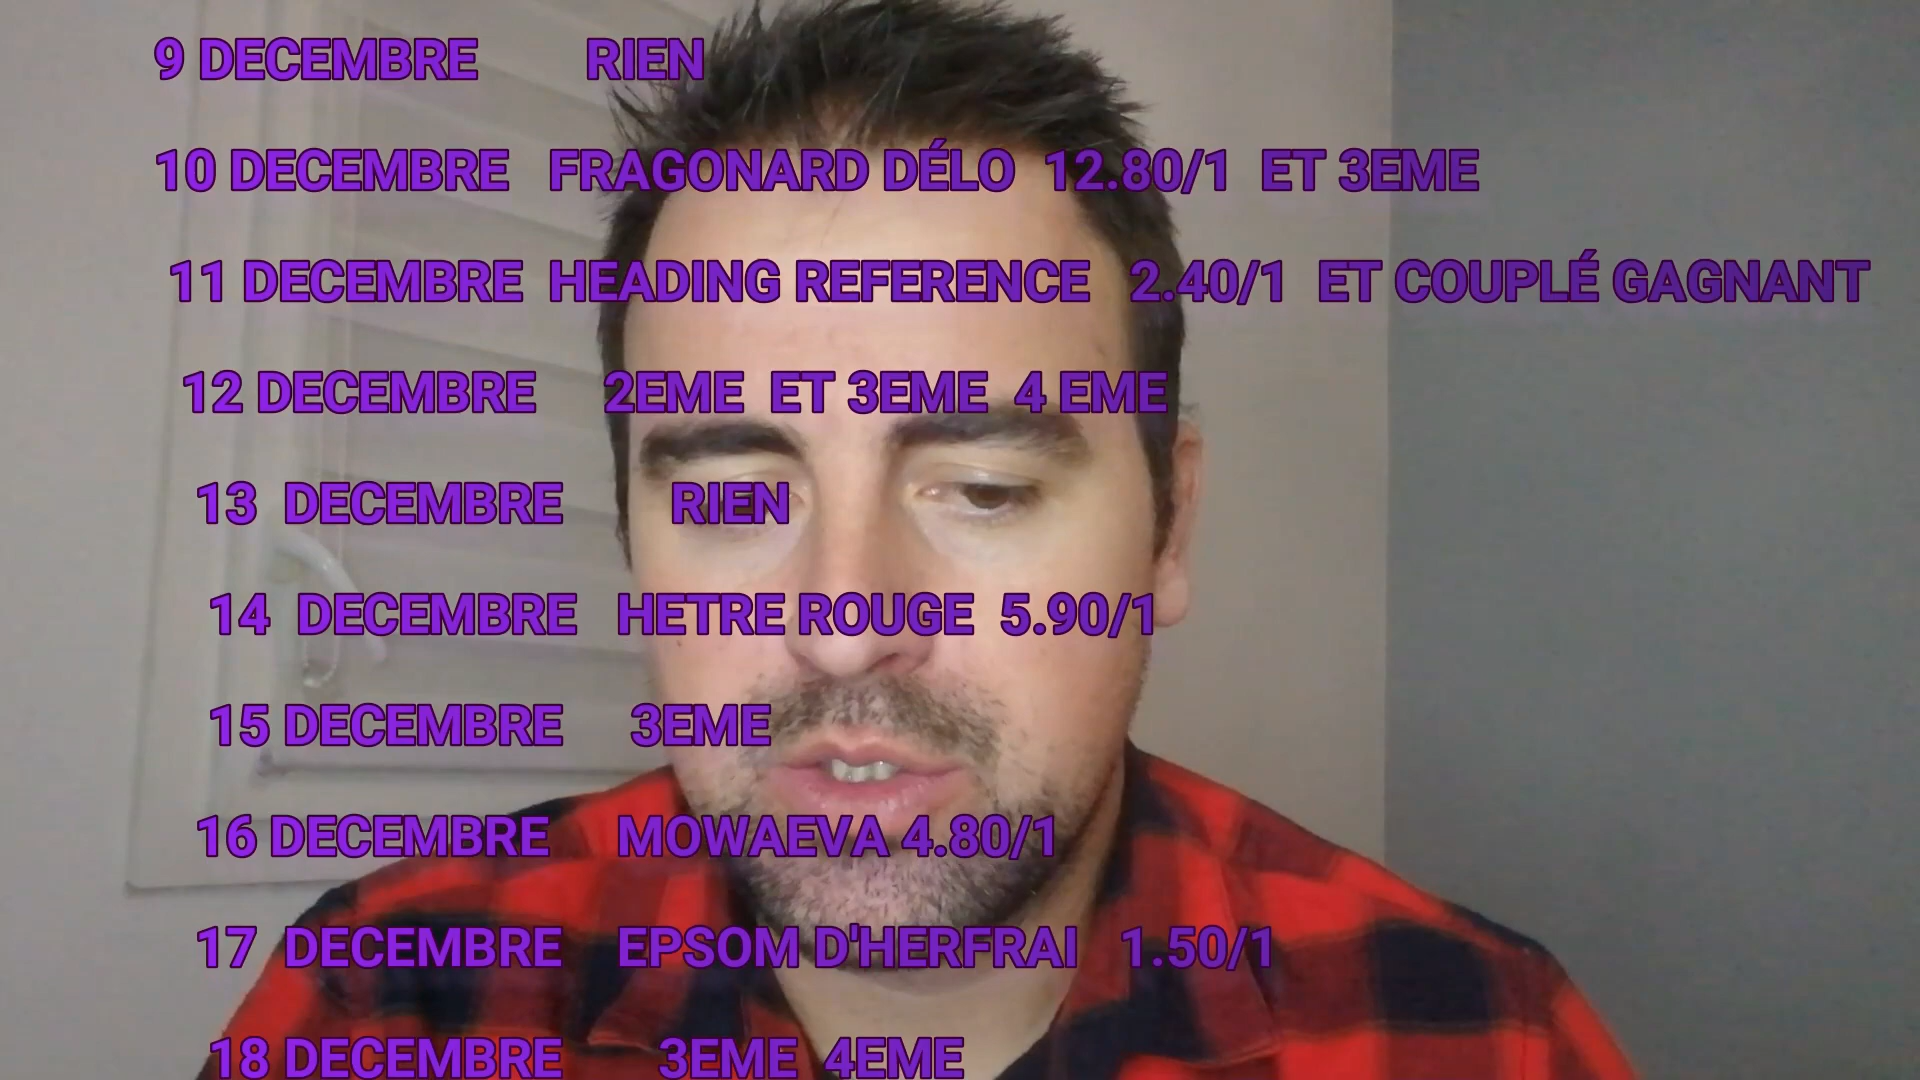 9 DECEMBRE RIEN
10 DECEMBRE FRAGONARD DÉLO 12.80/1 ET 3EME
11 DECEMBRE HEADING REFERENCE 2.40/1 ET COUPLÉ GAGNANT
12 DECEMBRE 2EME ET 3EME 4 EME
13 DECEMBRE RIEN
14 DECEMBRE HETRE ROUGE 5.90/1
15 DECEMBRE 3EME
16 DECEMBRE MOWAEVA 4.80/1
17 DECEMBRE EPSOM D'HERFRAI 1.50/1
18 DECEMBRE 3EME 4EME